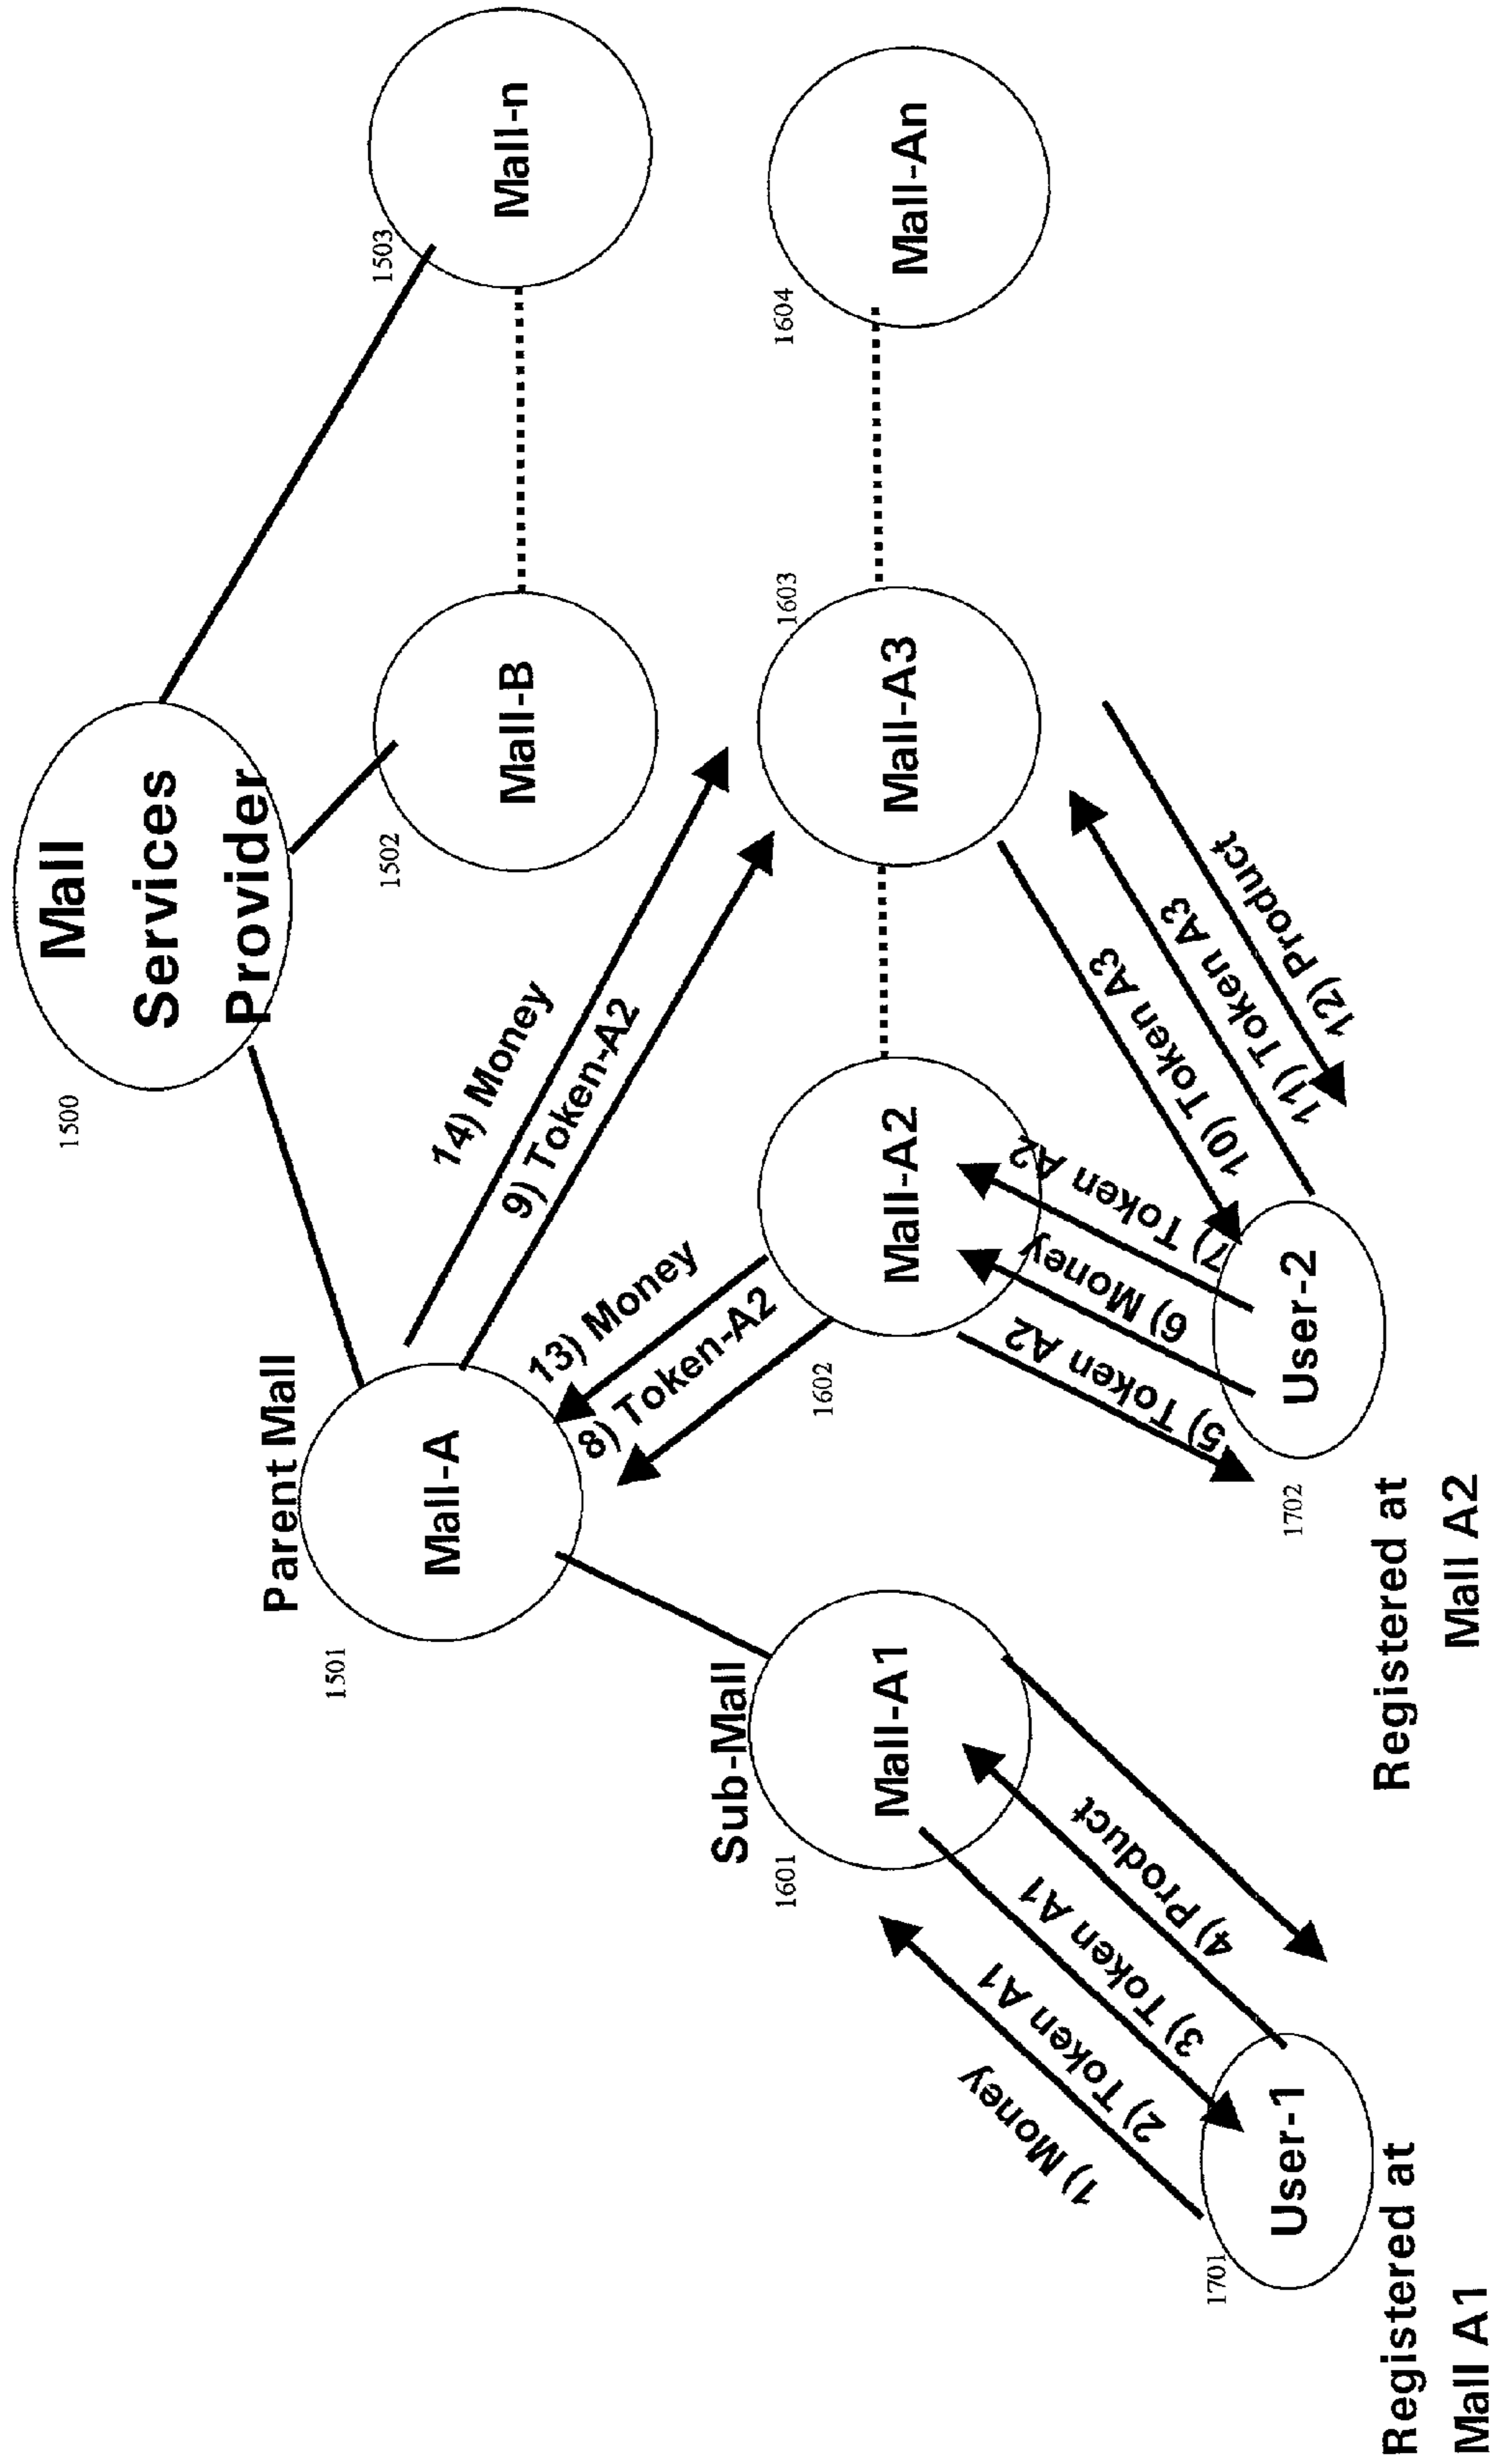 1500
Mall
Services
Provider
Parent Mall
1501
Mall-A
1502
Mall-B
1503
Mall-n
14) Money
9) Token-A2
13) Money
8) Token-A2
Sub-Mall
1601
Mall-A1
1602
Mall-A2
1603
Mall-A3
1604
Mall-An
1) Money
2) Token A1
3) Token A1
4) Product
5) Token A2
6) Money
7) Token A2
10) Token A3
11) Token A3
12) Product
1701
User-1
Registered at
Mall A1
1702
User-2
Registered at
Mall A2